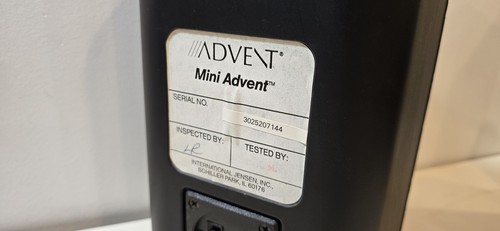 ADVENT®
Mini Advent™
SERIAL NO.
3025207144
INSPECTED BY:
TESTED BY:
INTERNATIONAL JENSEN, INC.,
SCHILLER PARK, IL 60176